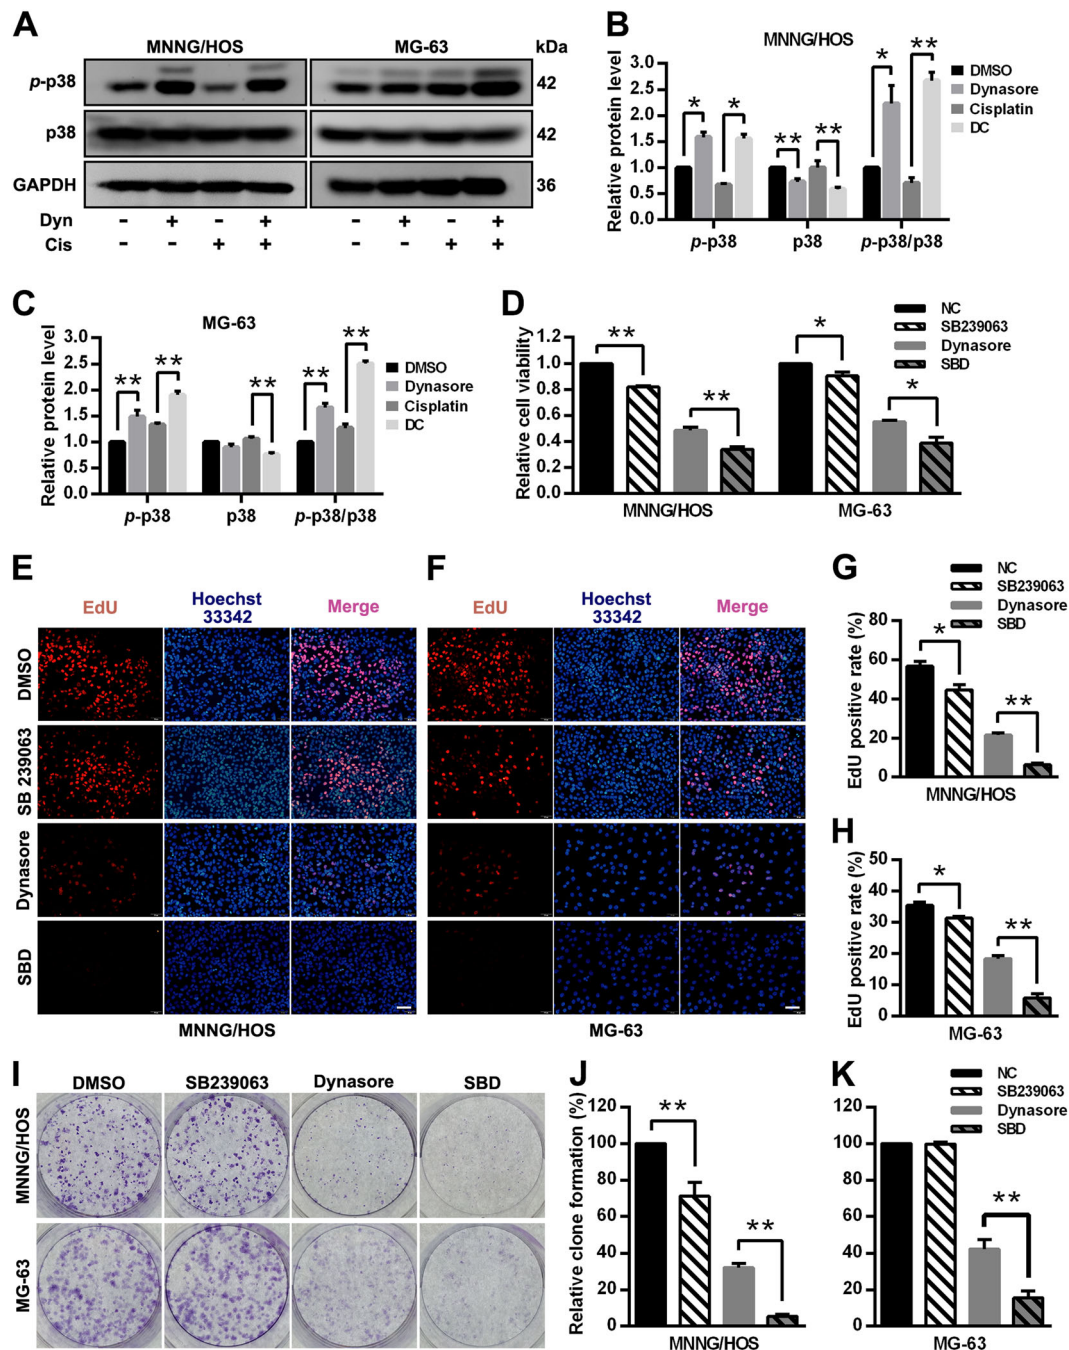 A
MNNG/HOS
MG-63
kDa
p-p38
42
p38
42
GAPDH
36
Dyn
- + - + - + - +
Cis
- - + + - - + +
B
MNNG/HOS
DMSO
Dynasore
Cisplatin
DC
Relative protein level
3.0
2.5
2.0
1.5
1.0
0.5
0.0
* * ** ** * **
p-p38
p38
p-p38/p38
C
MG-63
DMSO
Dynasore
Cisplatin
DC
Relative protein level
3.0
2.5
2.0
1.5
1.0
0.5
0.0
** ** ** ** **
p-p38
p38
p-p38/p38
D
NC
SB239063
Dynasore
SBD
Relative cell viability
1.2
1.0
0.8
0.6
0.4
0.2
0.0
** ** * *
MNNG/HOS
MG-63
E
EdU
Hoechst
33342
Merge
DMSO
SB 239063
Dynasore
SBD
MNNG/HOS
F
EdU
Hoechst
33342
Merge
MG-63
G
NC
SB239063
Dynasore
SBD
EdU positive rate (%)
80
60
40
20
0
* **
MNNG/HOS
H
EdU positive rate (%)
50
40
30
20
10
0
* **
MG-63
I
DMSO
SB239063
Dynasore
SBD
MNNG/HOS
MG-63
J
Relative clone formation (%)
120
100
80
60
40
20
0
** **
MNNG/HOS
K
NC
SB239063
Dynasore
SBD
120
100
80
60
40
20
0
**
MG-63